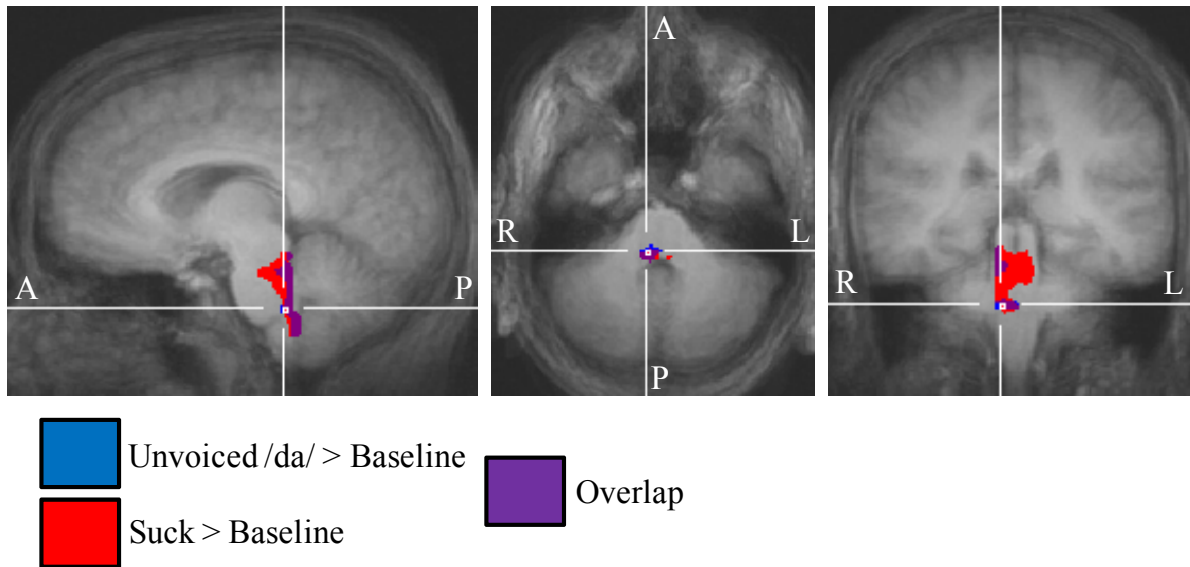 A
R
L
R
L
A
P
P
Unvoiced /da/ > Baseline
Overlap
Suck > Baseline